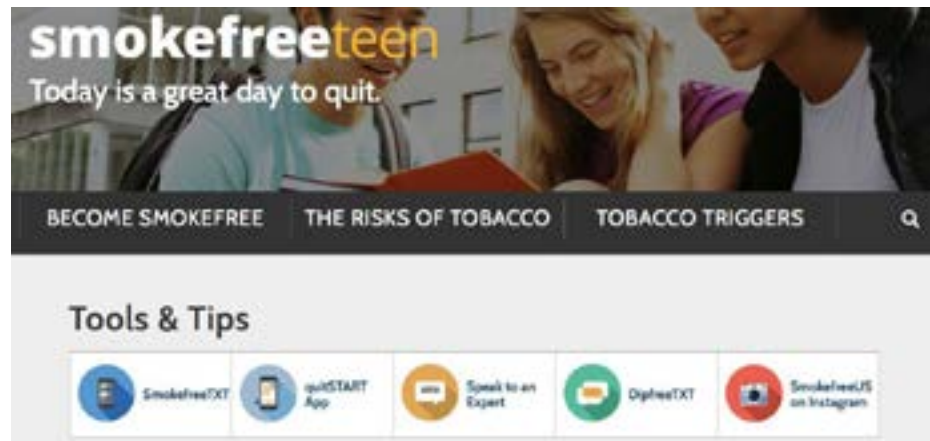 smokefreeteen
Today is a great day to quit.
BECOME SMOKEFREE THE RISKS OF TOBACCO TOBACCO TRIGGERS
Tools & Tips
SmokefreeTXT
quitSTART
App
Speak to an
Expert
DipfreeTXT
SmokefreeUS
on Instagram